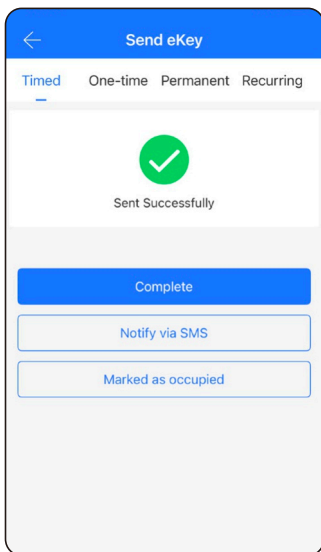 Send eKey
Timed One-time Permanent Recurring
Sent Successfully
Complete
Notify via SMS
Marked as occupied